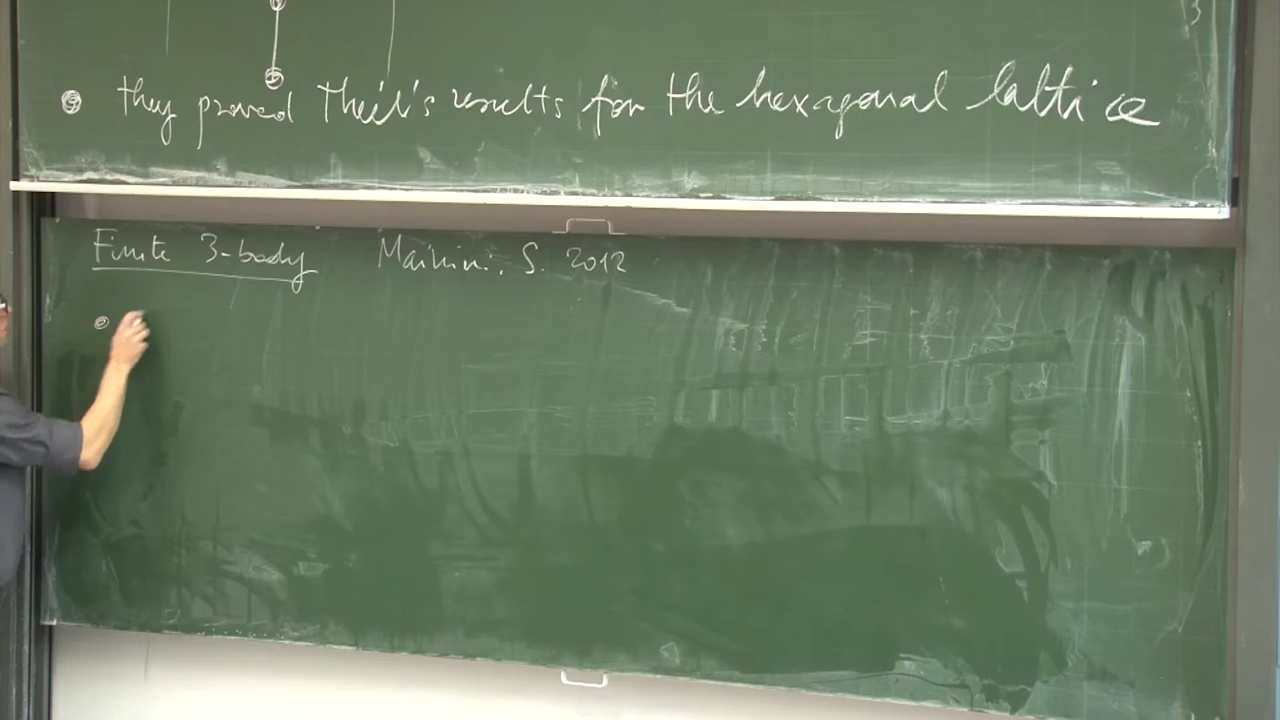 they proved Theil's results for the hexagonal lattice
Finite 3-body Mainini, S. 2012